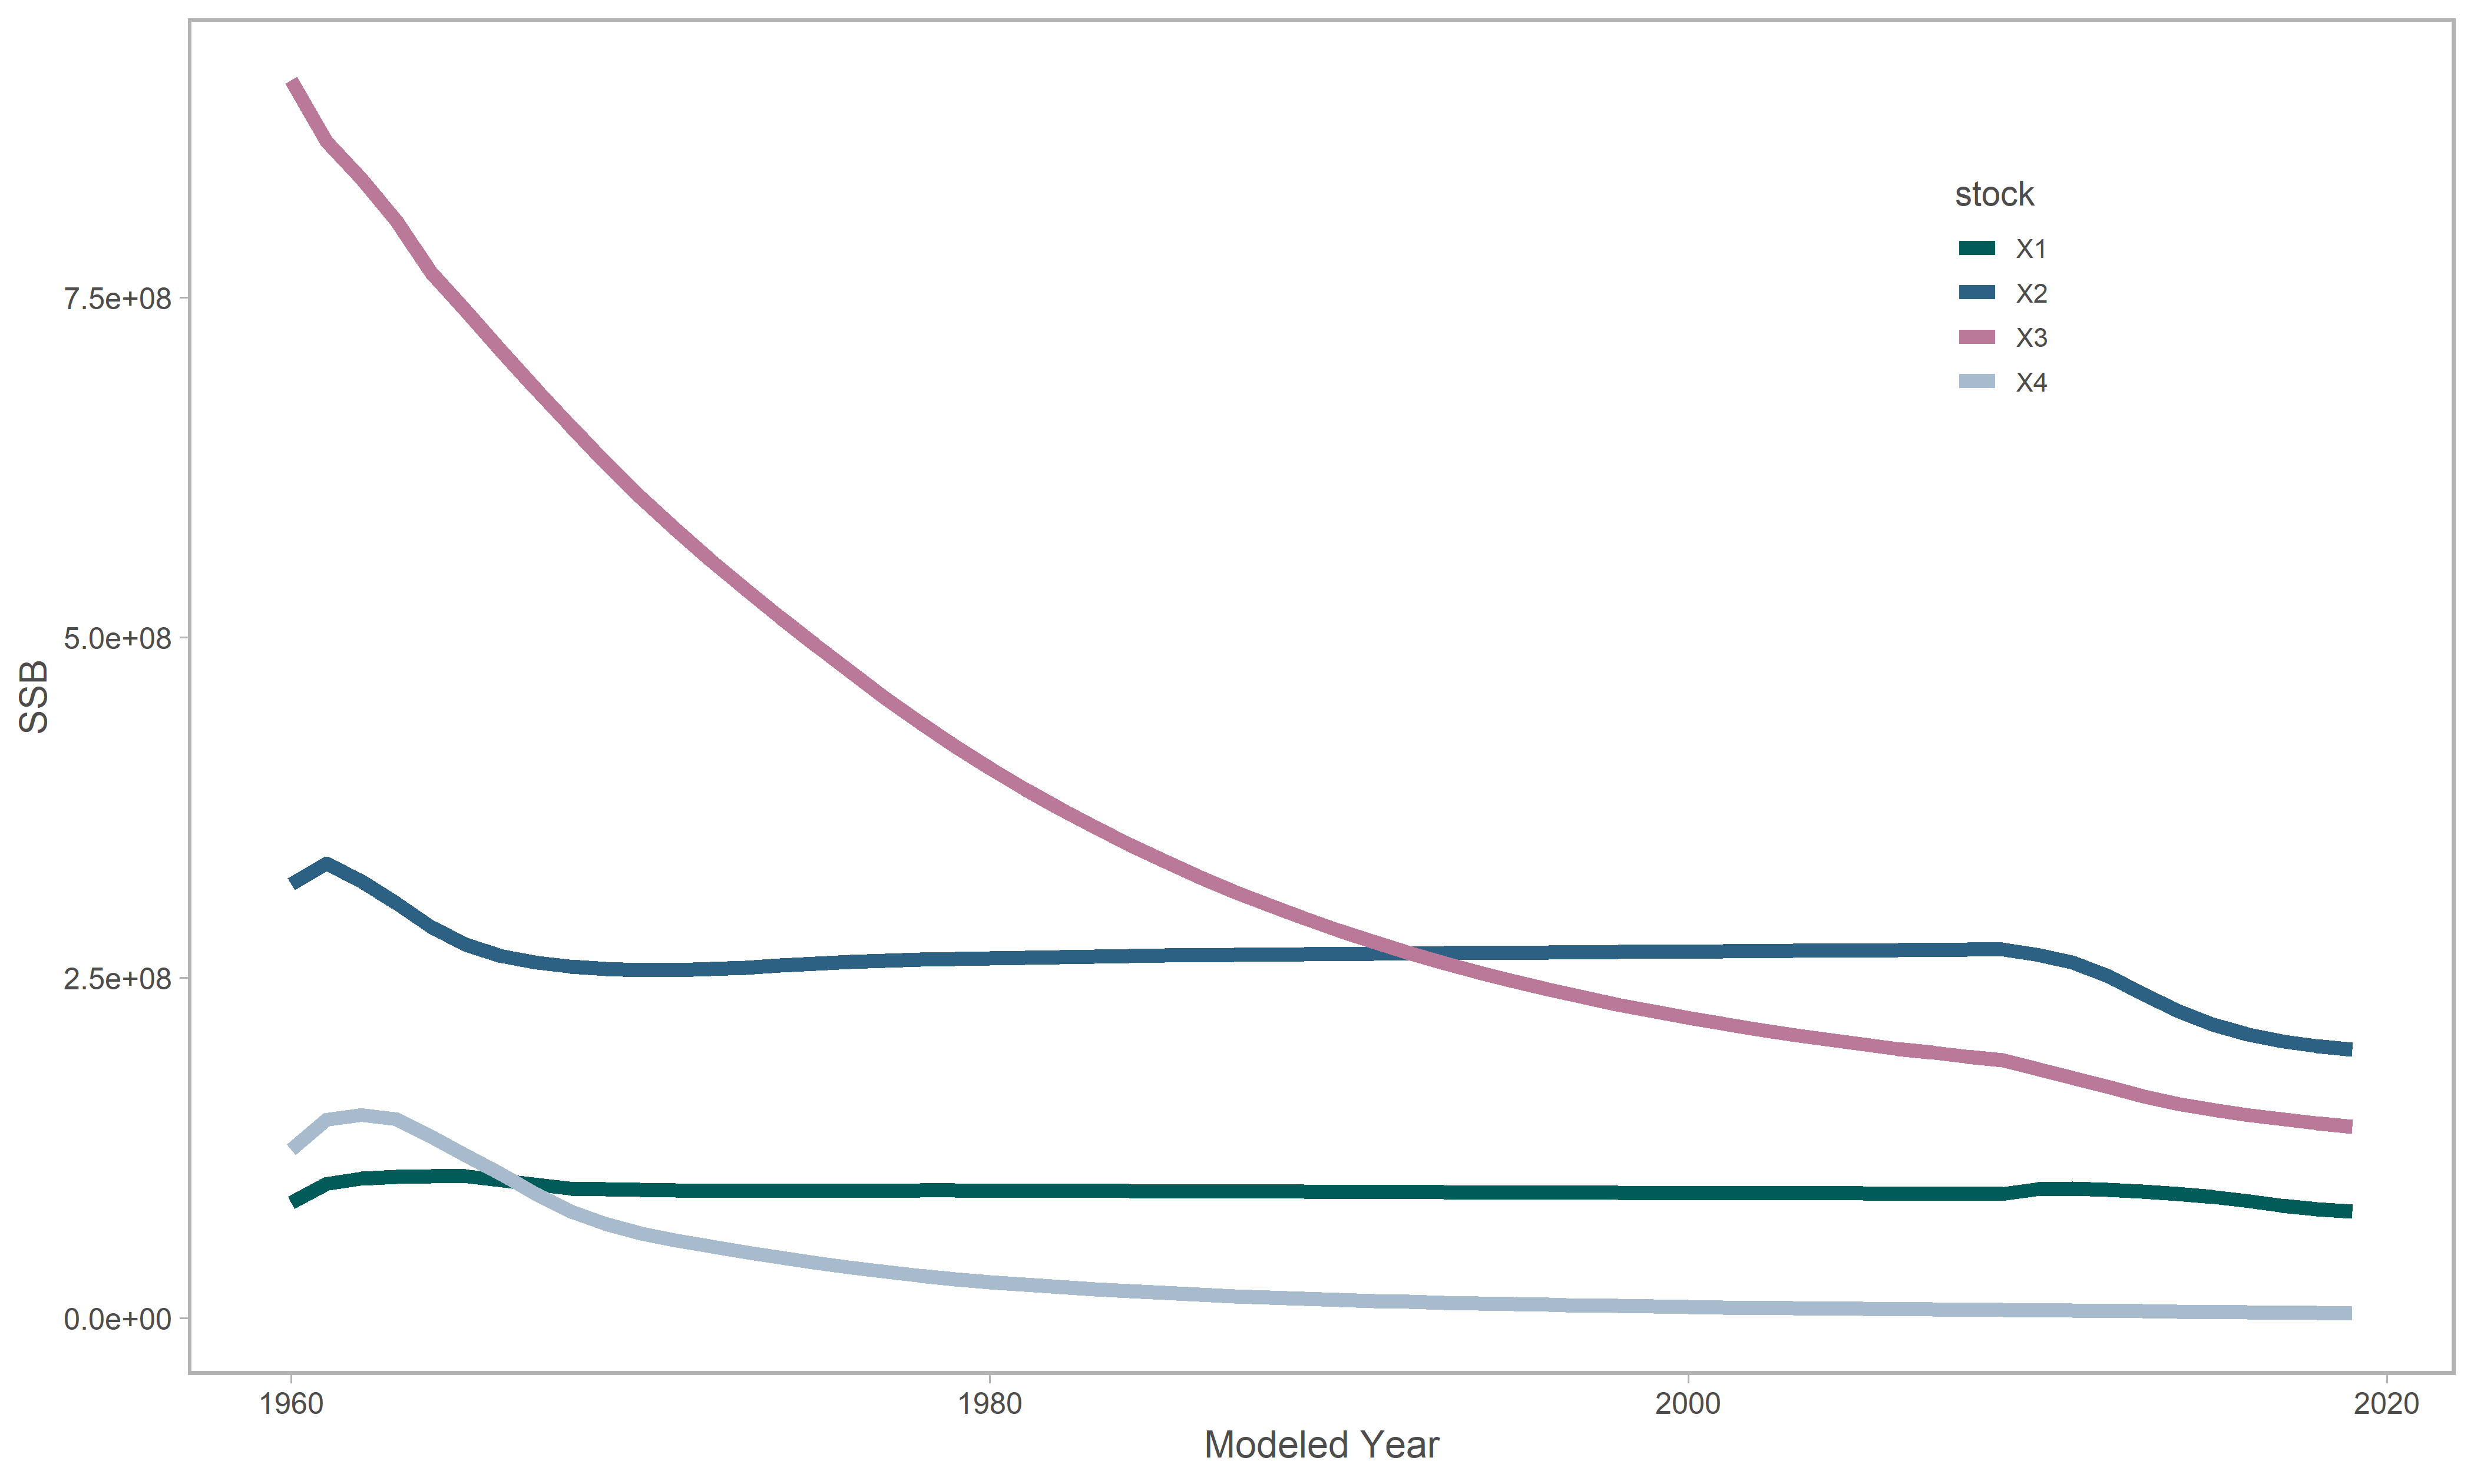 stock
X1
X2
X3
X4
7.5e+08
5.0e+08
2.5e+08
0.0e+00
SSB
1960 1980 2000 2020
Modeled Year